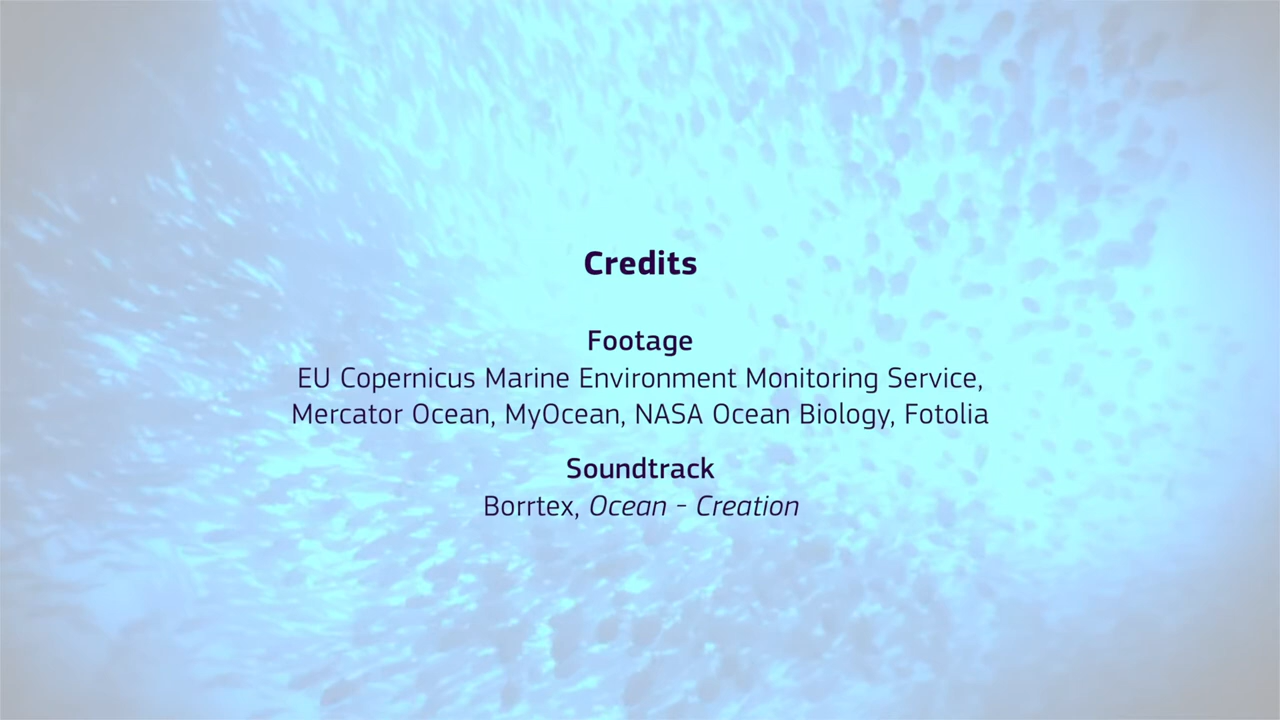 Credits
Footage
EU Copernicus Marine Environment Monitoring Service,
Mercator Ocean, MyOcean, NASA Ocean Biology, Fotolia
Soundtrack
Borrtex, Ocean - Creation